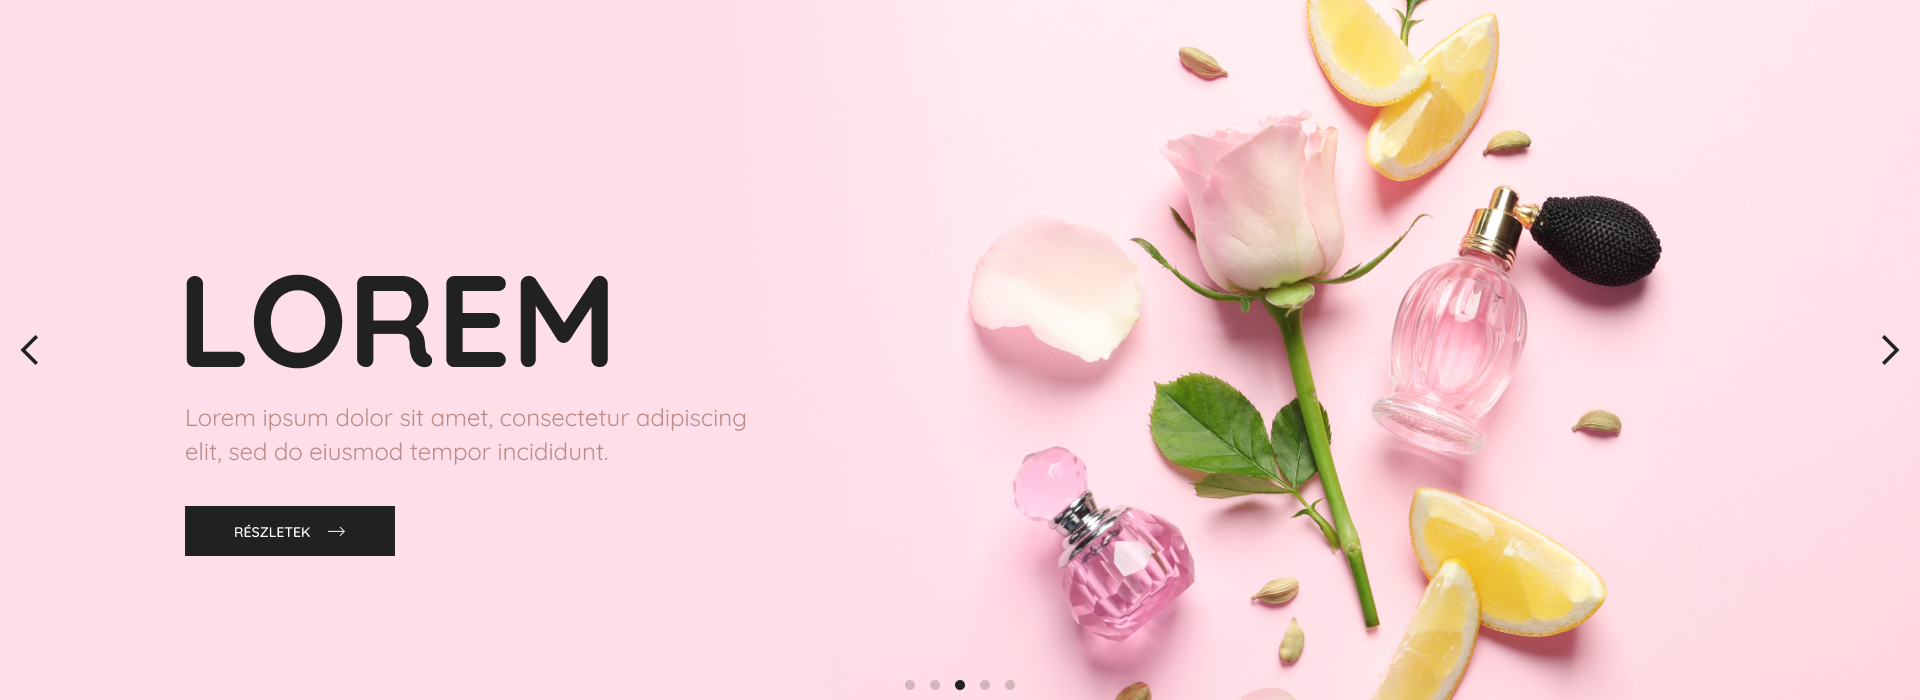 LOREM
Lorem ipsum dolor sit amet, consectetur adipiscing
elit, sed do eiusmod tempor incididunt.
RÉSZLETEK